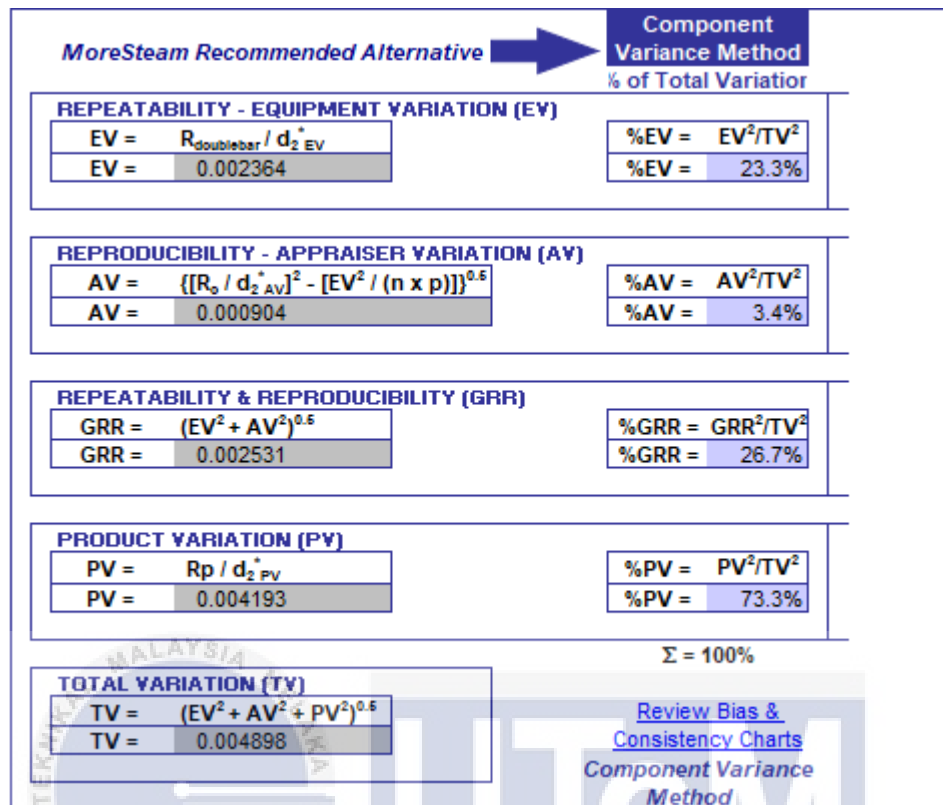 MoreSteam Recommended Alternative
Component
Variance Method
% of Total Variation
REPEATABILITY - EQUIPMENT VARIATION (EV)
EV = R_doublebar / d₂*_EV %EV = EV²/TV²
EV = 0.002364 %EV = 23.3%
REPRODUCIBILITY - APPRAISER VARIATION (AV)
AV = {[R₀ / d₂*_AV]² - [EV² / (n x p)]}^0.5 %AV = AV²/TV²
AV = 0.000904 %AV = 3.4%
REPEATABILITY & REPRODUCIBILITY (GRR)
GRR = (EV² + AV²)^0.5 %GRR = GRR²/TV²
GRR = 0.002531 %GRR = 26.7%
PRODUCT VARIATION (PV)
PV = Rp / d₂*_PV %PV = PV²/TV²
PV = 0.004193 %PV = 73.3%
Σ = 100%
MALAYSIA
TOTAL VARIATION (TV)
TV = (EV² + AV² + PV²)^0.5
TV = 0.004898
Review Bias &
Consistency Charts
Component Variance
Method